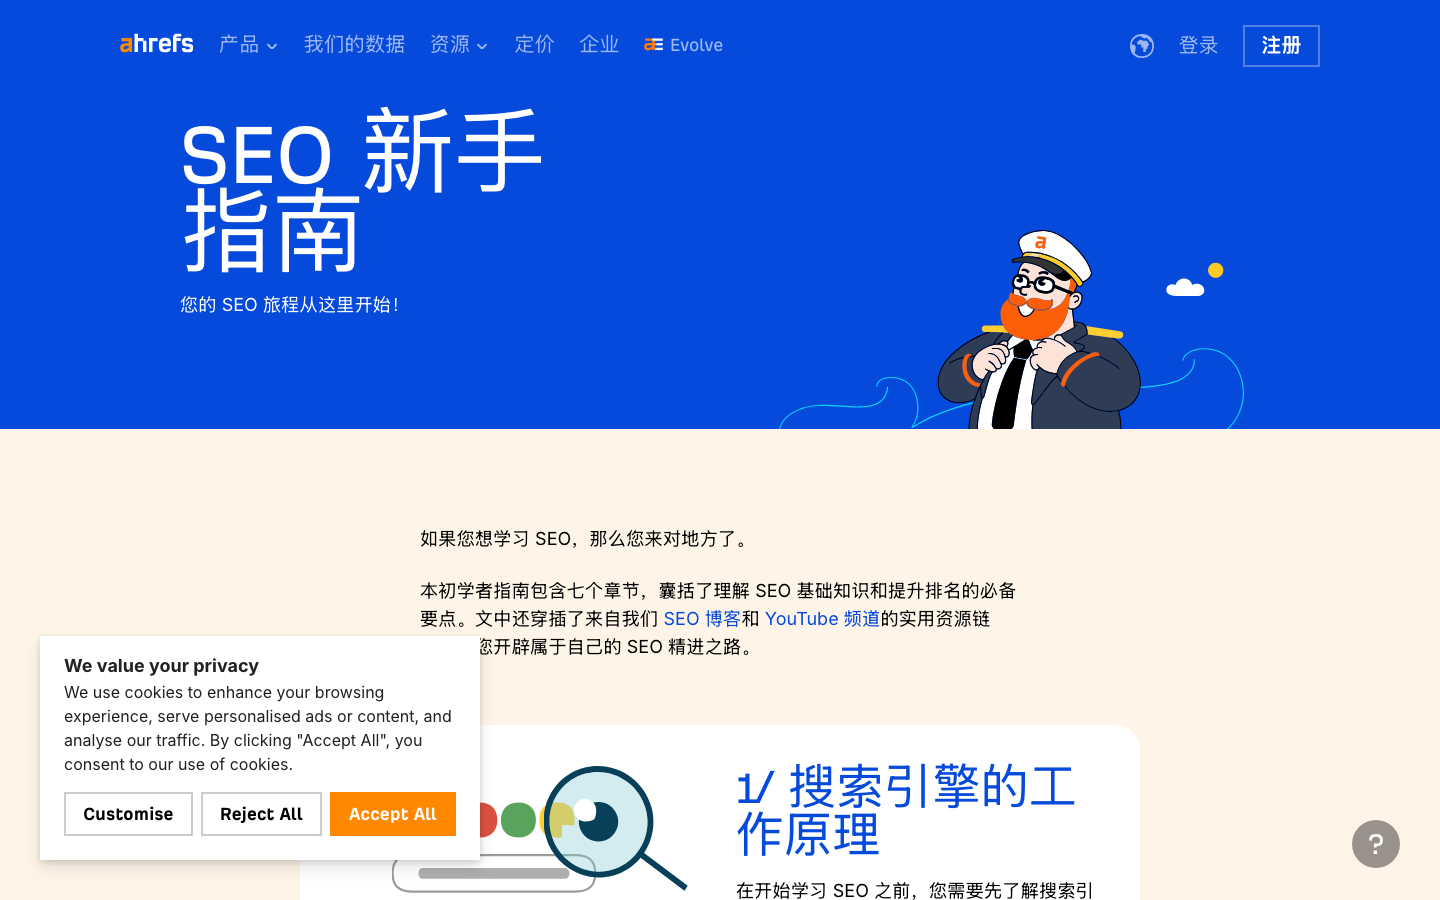 ahrefs 产品 我们的数据 资源 定价 企业 Evolve 登录 注册
SEO 新手
指南
您的 SEO 旅程从这里开始！
如果您想学习 SEO，那么您来对地方了。
本初学者指南包含七个章节，囊括了理解 SEO 基础知识和提升排名的必备
要点。文中还穿插了来自我们 SEO 博客和 YouTube 频道的实用资源链
您开辟属于自己的 SEO 精进之路。
We value your privacy
We use cookies to enhance your browsing
experience, serve personalised ads or content, and
analyse our traffic. By clicking "Accept All", you
consent to our use of cookies.
Customise Reject All Accept All
1/ 搜索引擎的工
作原理
在开始学习 SEO 之前，您需要先了解搜索引
?